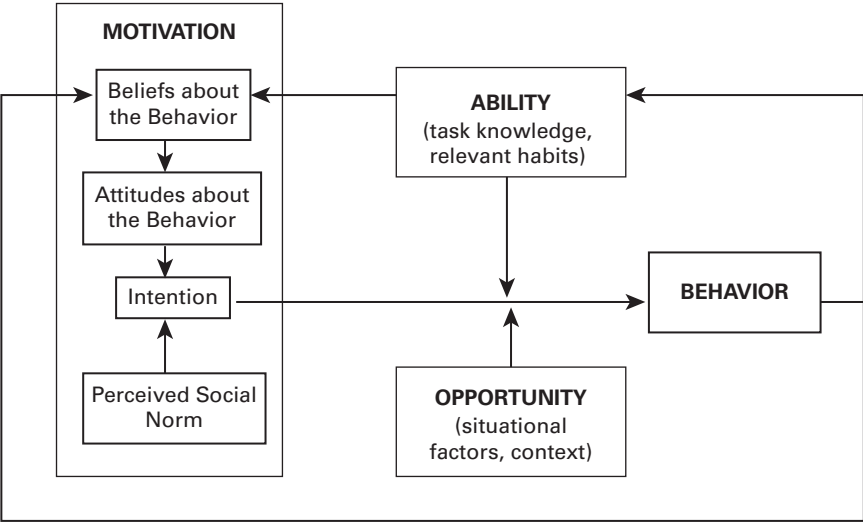 MOTIVATION
Beliefs about
the Behavior
Attitudes about
the Behavior
Intention
Perceived Social
Norm
ABILITY
(task knowledge,
relevant habits)
OPPORTUNITY
(situational
factors, context)
BEHAVIOR